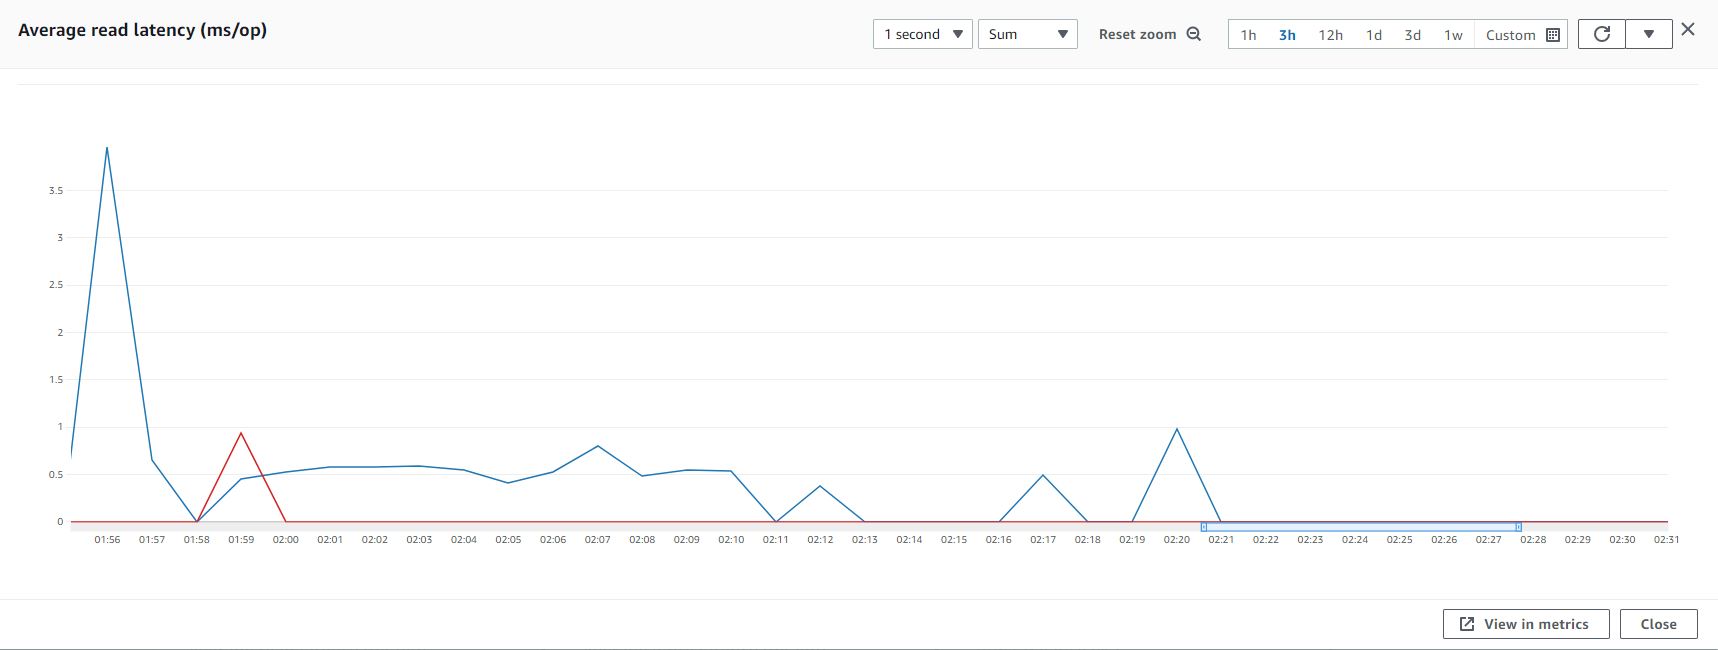 Average read latency (ms/op)
1 second
Sum
Reset zoom
1h 3h 12h 1d 3d 1w Custom
3.5
3
2.5
2
1.5
1
0.5
0
01:56 01:57 01:58 01:59 02:00 02:01 02:02 02:03 02:04 02:05 02:06 02:07 02:08 02:09 02:10 02:11 02:12 02:13 02:14 02:15 02:16 02:17 02:18 02:19 02:20 02:21 02:22 02:23 02:24 02:25 02:26 02:27 02:28 02:29 02:30 02:31
View in metrics
Close